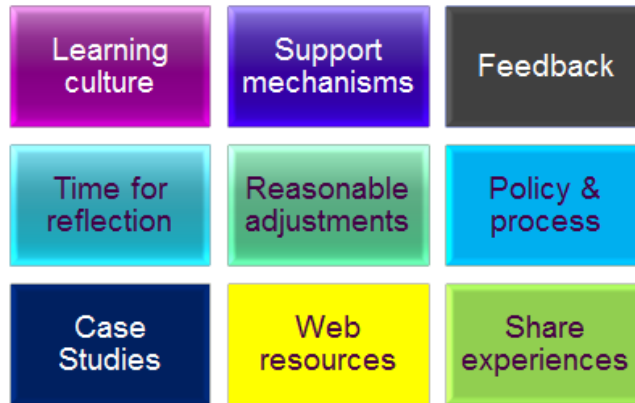 Learning
culture
Support
mechanisms
Feedback
Time for
reflection
Reasonable
adjustments
Policy &
process
Case
Studies
Web
resources
Share
experiences